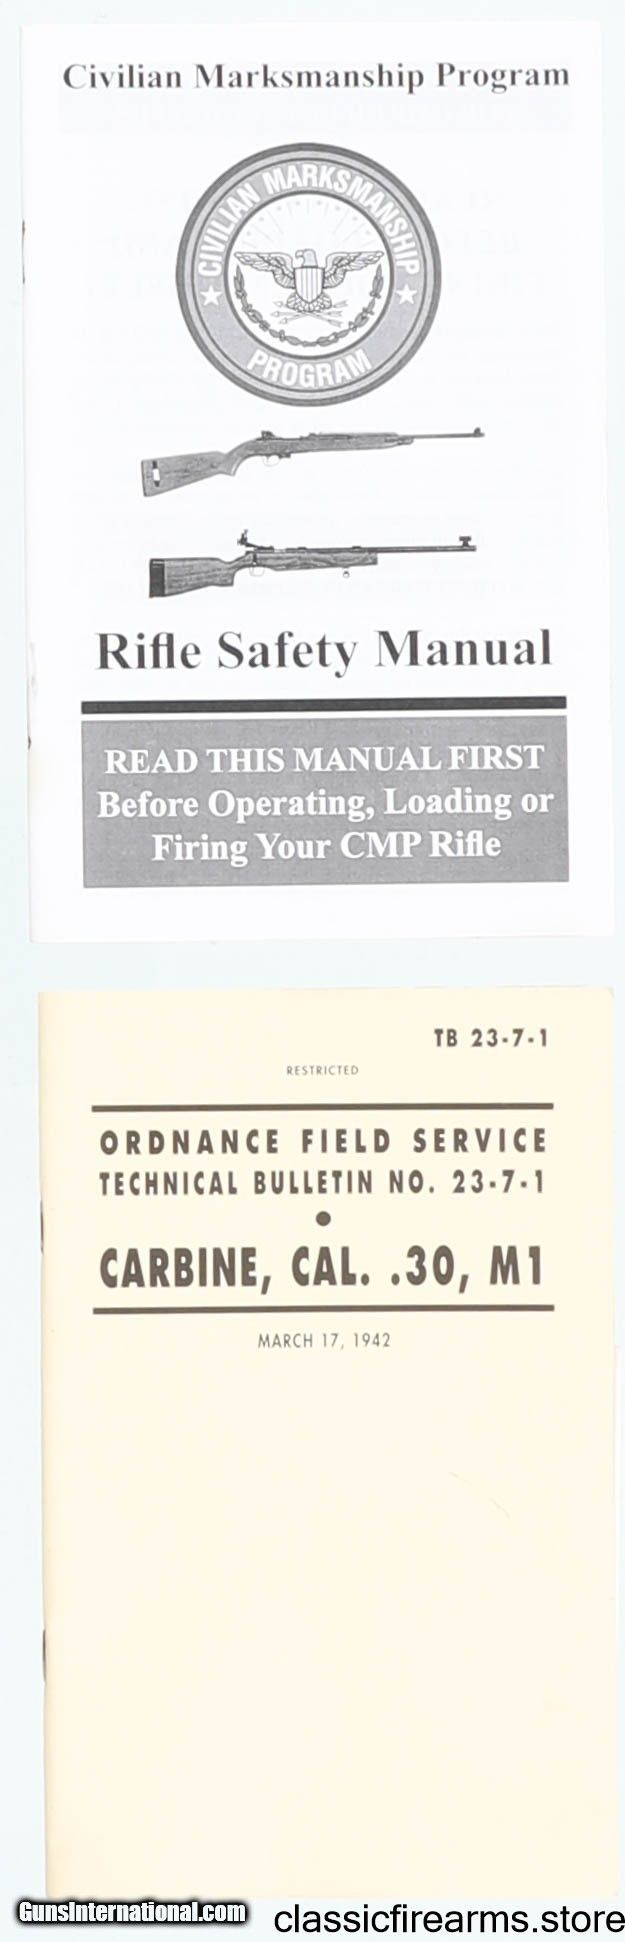 Civilian Marksmanship Program
CIVILIAN MARKSMANSHIP
PROGRAM
Rifle Safety Manual
READ THIS MANUAL FIRST
Before Operating, Loading or
Firing Your CMP Rifle
TB 23-7-1
RESTRICTED
ORDNANCE FIELD SERVICE
TECHNICAL BULLETIN NO. 23-7-1
CARBINE, CAL. .30, M1
MARCH 17, 1942
GunsInternational.com
classicfirearms.store